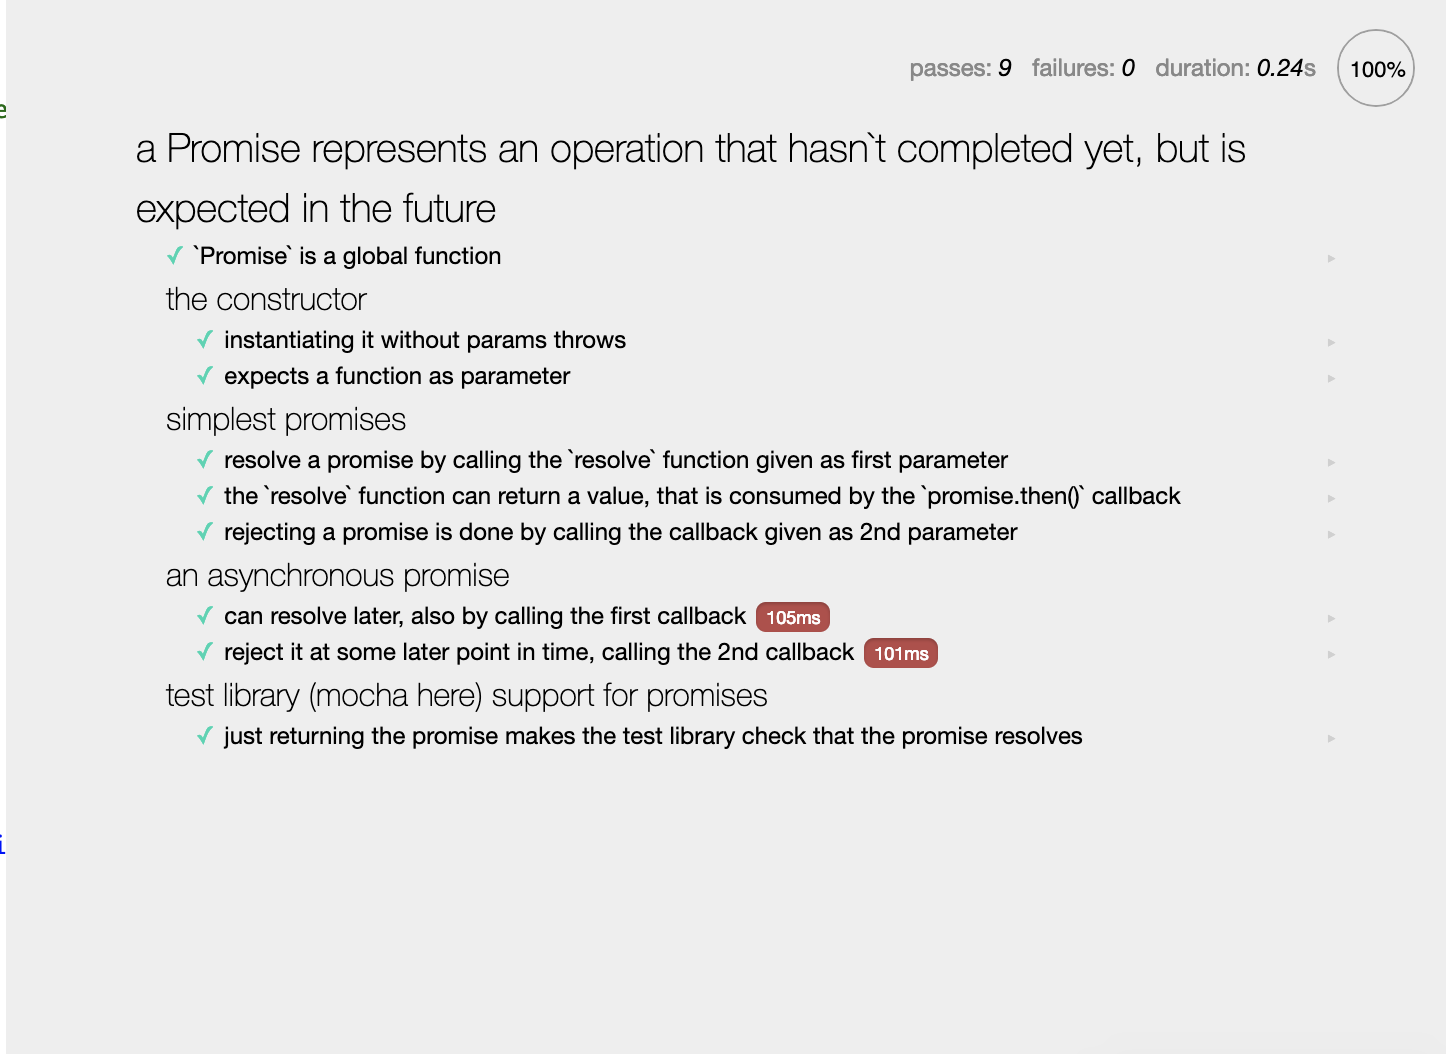 passes: 9 failures: 0 duration: 0.24s 100%
a Promise represents an operation that hasn`t completed yet, but is
expected in the future
✓ `Promise` is a global function
the constructor
✓ instantiating it without params throws
✓ expects a function as parameter
simplest promises
✓ resolve a promise by calling the `resolve` function given as first parameter
✓ the `resolve` function can return a value, that is consumed by the `promise.then()` callback
✓ rejecting a promise is done by calling the callback given as 2nd parameter
an asynchronous promise
✓ can resolve later, also by calling the first callback 105ms
✓ reject it at some later point in time, calling the 2nd callback 101ms
test library (mocha here) support for promises
✓ just returning the promise makes the test library check that the promise resolves